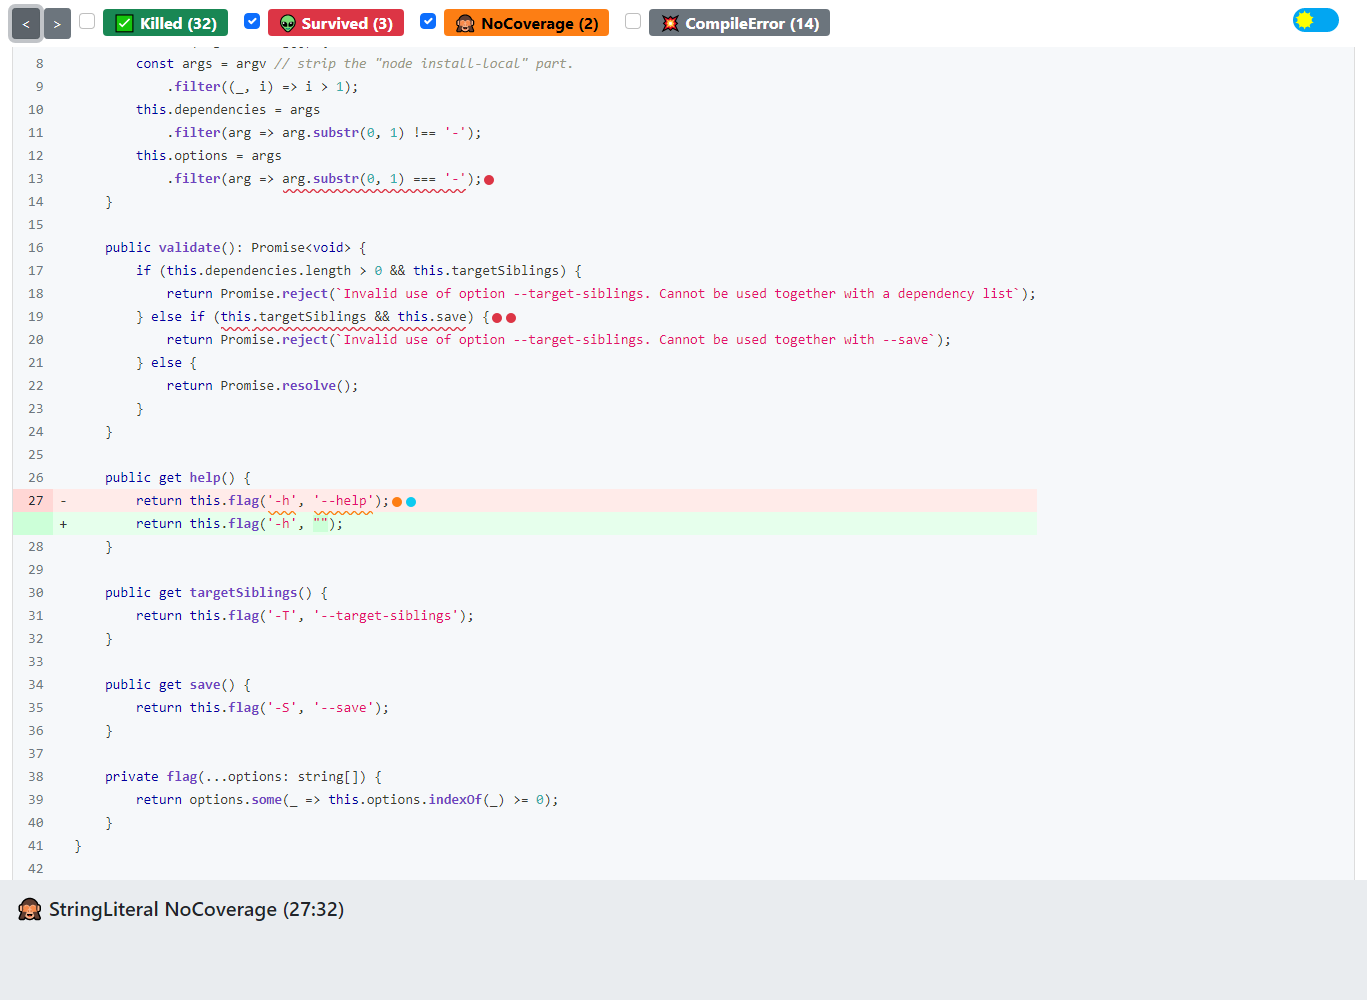 < > ✅ Killed (32) 👽 Survived (3) 🙈 NoCoverage (2) 💥 CompileError (14)
8 const args = argv // strip the "node install-local" part.
9 .filter((_, i) => i > 1);
10 this.dependencies = args
11 .filter(arg => arg.substr(0, 1) !== '-');
12 this.options = args
13 .filter(arg => arg.substr(0, 1) === '-');
14 }
15
16 public validate(): Promise<void> {
17 if (this.dependencies.length > 0 && this.targetSiblings) {
18 return Promise.reject(`Invalid use of option --target-siblings. Cannot be used together with a dependency list`);
19 } else if (this.targetSiblings && this.save) {
20 return Promise.reject(`Invalid use of option --target-siblings. Cannot be used together with --save`);
21 } else {
22 return Promise.resolve();
23 }
24 }
25
26 public get help() {
27 - return this.flag('-h', '--help');
+ return this.flag('-h', "");
28 }
29
30 public get targetSiblings() {
31 return this.flag('-T', '--target-siblings');
32 }
33
34 public get save() {
35 return this.flag('-S', '--save');
36 }
37
38 private flag(...options: string[]) {
39 return options.some(_ => this.options.indexOf(_) >= 0);
40 }
41 }
42
🙈 StringLiteral NoCoverage (27:32)